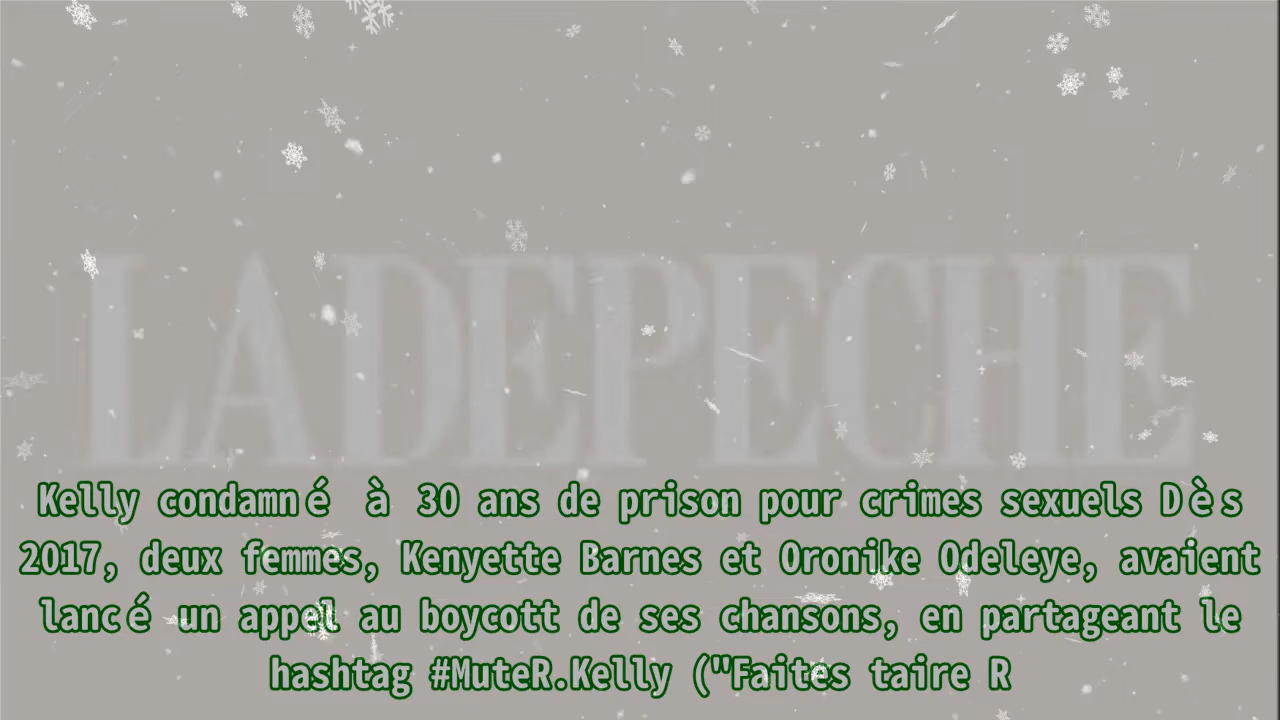 LADEPECHE
Kelly condamné à 30 ans de prison pour crimes sexuels Dès
2017, deux femmes, Kenyette Barnes et Oronike Odeleye, avaient
lancé un appel au boycott de ses chansons, en partageant le
hashtag #MuteR.Kelly ("Faites taire R